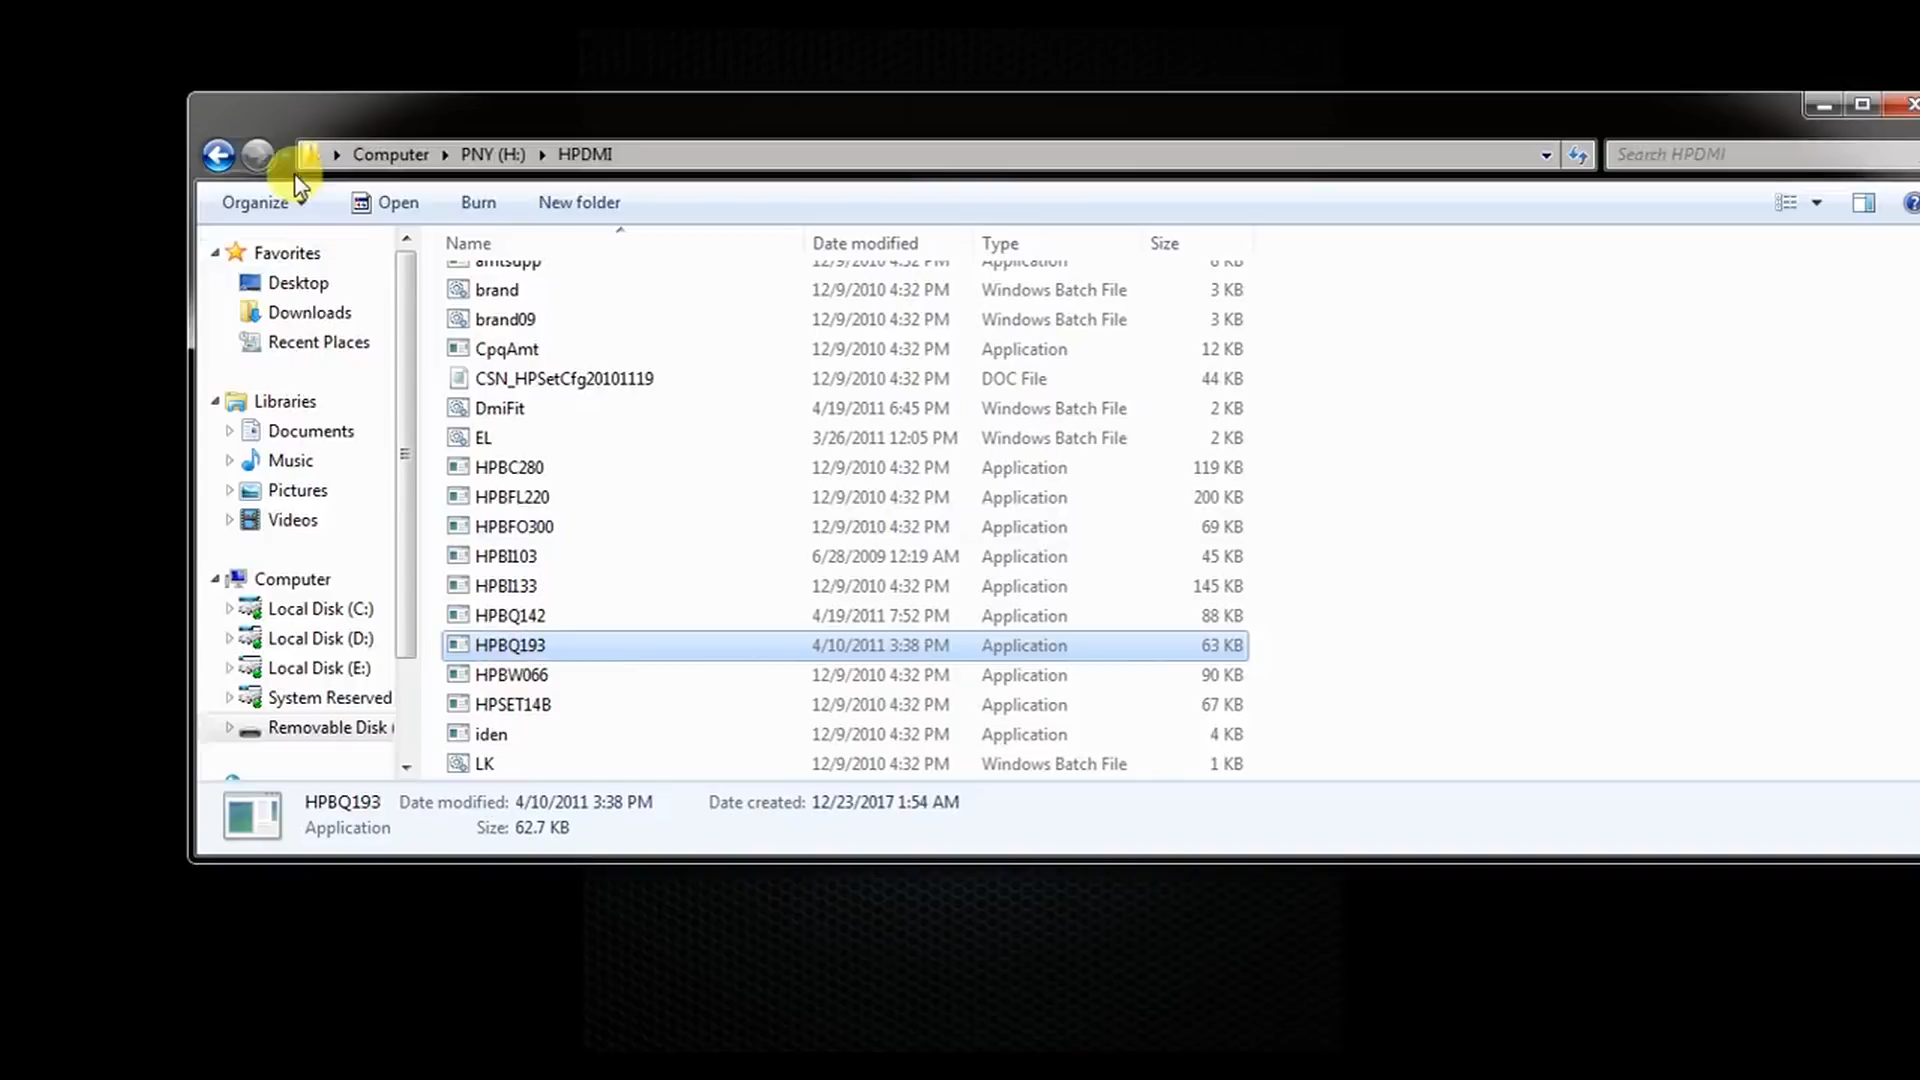 Computer PNY (H:) HPDMI
Search HPDMI
Organize Open Burn New folder
Favorites
Desktop
Downloads
Recent Places
Libraries
Documents
Music
Pictures
Videos
Computer
Local Disk (C:)
Local Disk (D:)
Local Disk (E:)
System Reserved
Removable Disk (
Name Date modified Type Size
amtsupp 12/9/2010 4:32 PM Application 6 KB
brand 12/9/2010 4:32 PM Windows Batch File 3 KB
brand09 12/9/2010 4:32 PM Windows Batch File 3 KB
CpqAmt 12/9/2010 4:32 PM Application 12 KB
CSN_HPSetCfg20101119 12/9/2010 4:32 PM DOC File 44 KB
DmiFit 4/19/2011 6:45 PM Windows Batch File 2 KB
EL 3/26/2011 12:05 PM Windows Batch File 2 KB
HPBC280 12/9/2010 4:32 PM Application 119 KB
HPBFL220 12/9/2010 4:32 PM Application 200 KB
HPBFO300 12/9/2010 4:32 PM Application 69 KB
HPBI103 6/28/2009 12:19 AM Application 45 KB
HPBI133 12/9/2010 4:32 PM Application 145 KB
HPBQ142 4/19/2011 7:52 PM Application 88 KB
HPBQ193 4/10/2011 3:38 PM Application 63 KB
HPBW066 12/9/2010 4:32 PM Application 90 KB
HPSET14B 12/9/2010 4:32 PM Application 67 KB
iden 12/9/2010 4:32 PM Application 4 KB
LK 12/9/2010 4:32 PM Windows Batch File 1 KB
HPBQ193 Date modified: 4/10/2011 3:38 PM Date created: 12/23/2017 1:54 AM
Application Size: 62.7 KB